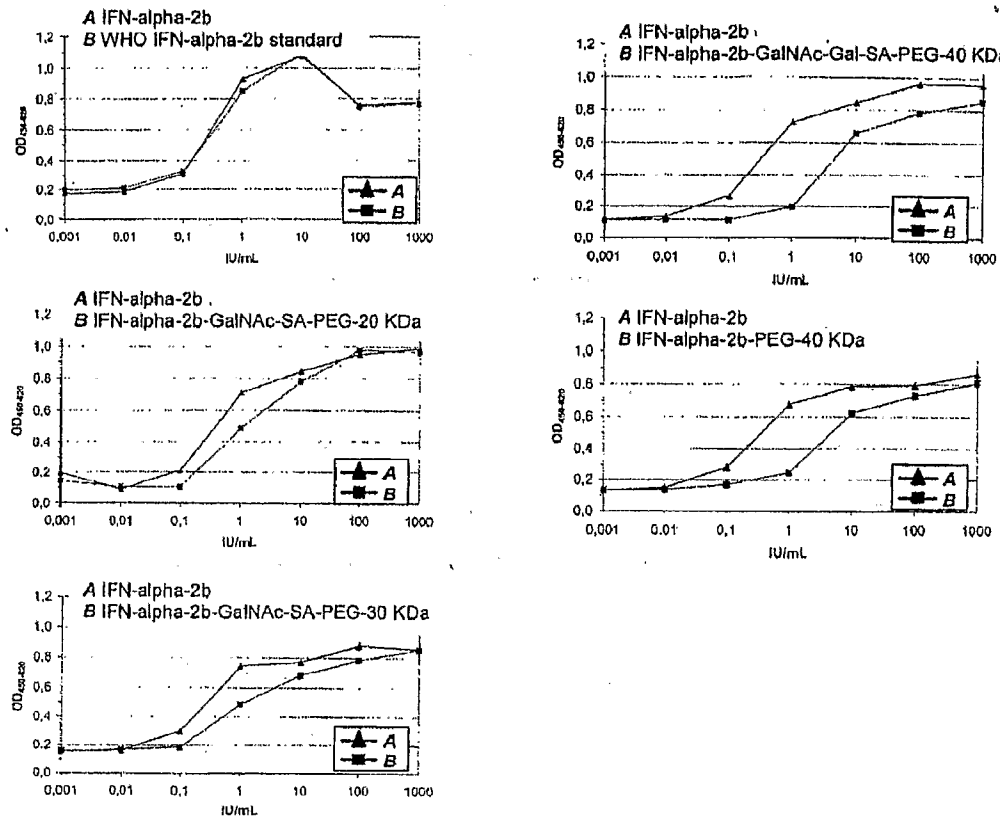 A IFN-alpha-2b
B WHO IFN-alpha-2b standard
1,2
1,0
0,8
0,6
0,4
0,2
0,0
OD450-620
0,001 0,01 0,1 1 10 100 1000
IU/mL
A
B
A IFN-alpha-2b
B IFN-alpha-2b-GalNAc-SA-PEG-20 KDa
1,0
0,8
0,6
0,4
0,2
0,0
OD450-620
0,001 0,01 0,1 1 10 100 1000
IU/mL
A
B
A IFN-alpha-2b
B IFN-alpha-2b-GalNAc-SA-PEG-30 KDa
1,0
0,8
0,6
0,4
0,2
0,0
OD450-620
0,001 0,01 0,1 1 10 100 1000
IU/mL
A
B
A IFN-alpha-2b
B IFN-alpha-2b-GalNAc-Gal-SA-PEG-40 KDa
1,0
0,8
0,6
0,4
0,2
0,0
OD450-620
0,001 0,01 0,1 1 10 100 1000
IU/mL
A
B
A IFN-alpha-2b
B IFN-alpha-2b-PEG-40 KDa
1,0
0,8
0,6
0,4
0,2
0,0
OD450-620
0,001 0,01 0,1 1 10 100 1000
IU/mL
A
B